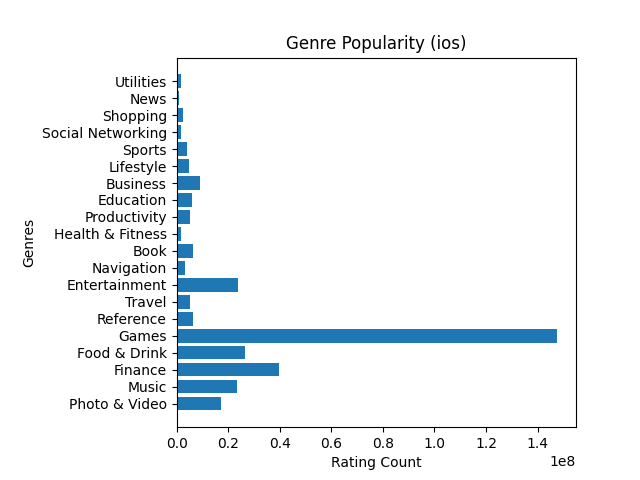 Genre Popularity (ios)
Genres
Utilities
News
Shopping
Social Networking
Sports
Lifestyle
Business
Education
Productivity
Health & Fitness
Book
Navigation
Entertainment
Travel
Reference
Games
Food & Drink
Finance
Music
Photo & Video
0.0 0.2 0.4 0.6 0.8 1.0 1.2 1.4
1e8
Rating Count